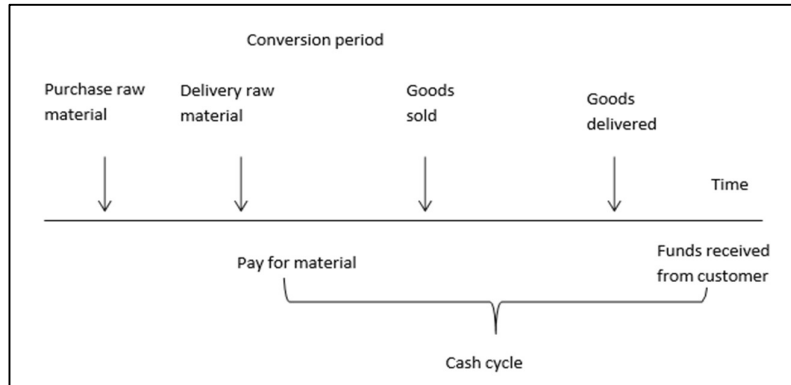 Conversion period
Purchase raw
material
Delivery raw
material
Goods
sold
Goods
delivered
Time
Pay for material
Funds received
from customer
Cash cycle